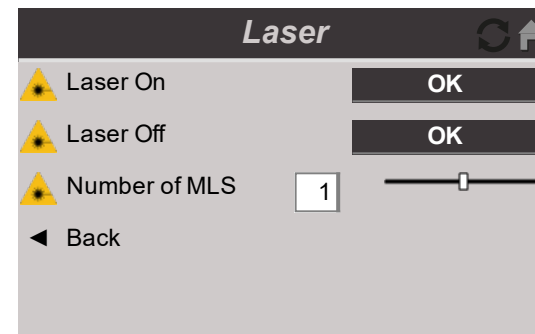 Laser
Laser On OK
Laser Off OK
Number of MLS 1
Back